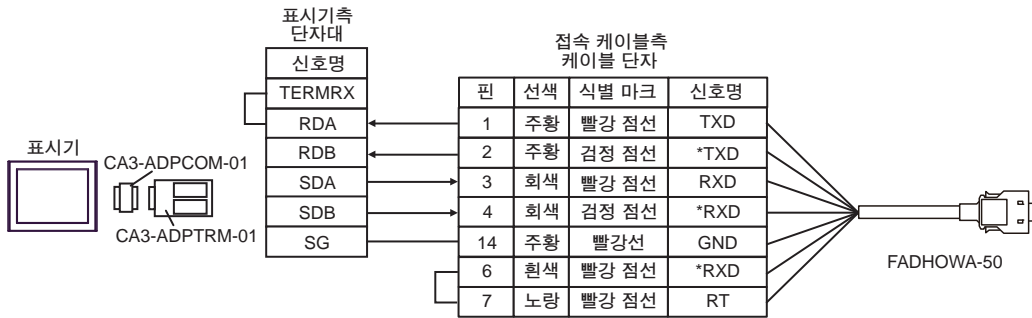 표시기측
단자대
신호명
TERMRX
RDA
RDB
SDA
SDB
SG
접속 케이블측
케이블 단자
핀 선색 식별 마크 신호명
1 주황 빨강 점선 TXD
2 주황 검정 점선 *TXD
3 회색 빨강 점선 RXD
4 회색 검정 점선 *RXD
14 주황 빨강선 GND
6 흰색 빨강 점선 *RXD
7 노랑 빨강 점선 RT
표시기
CA3-ADPCOM-01
CA3-ADPTRM-01
FADHOWA-50